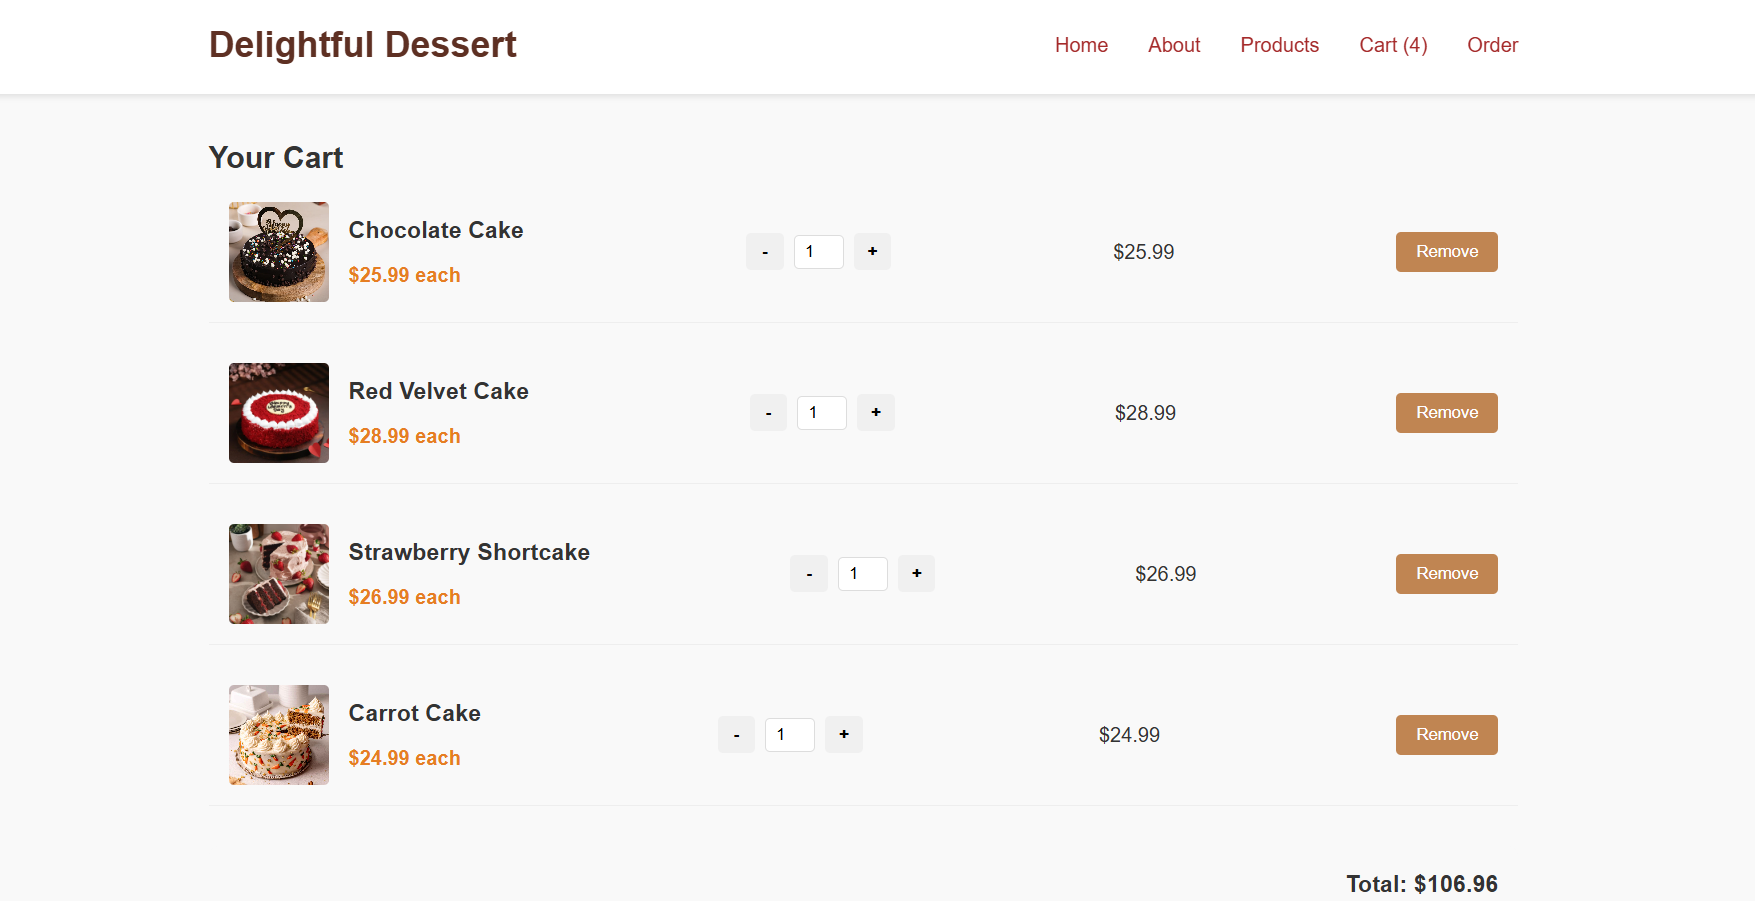 Delightful Dessert
Home About Products Cart (4) Order
Your Cart
Chocolate Cake
$25.99 each
- 1 + $25.99 Remove
Red Velvet Cake
$28.99 each
- 1 + $28.99 Remove
Strawberry Shortcake
$26.99 each
- 1 + $26.99 Remove
Carrot Cake
$24.99 each
- 1 + $24.99 Remove
Total: $106.96